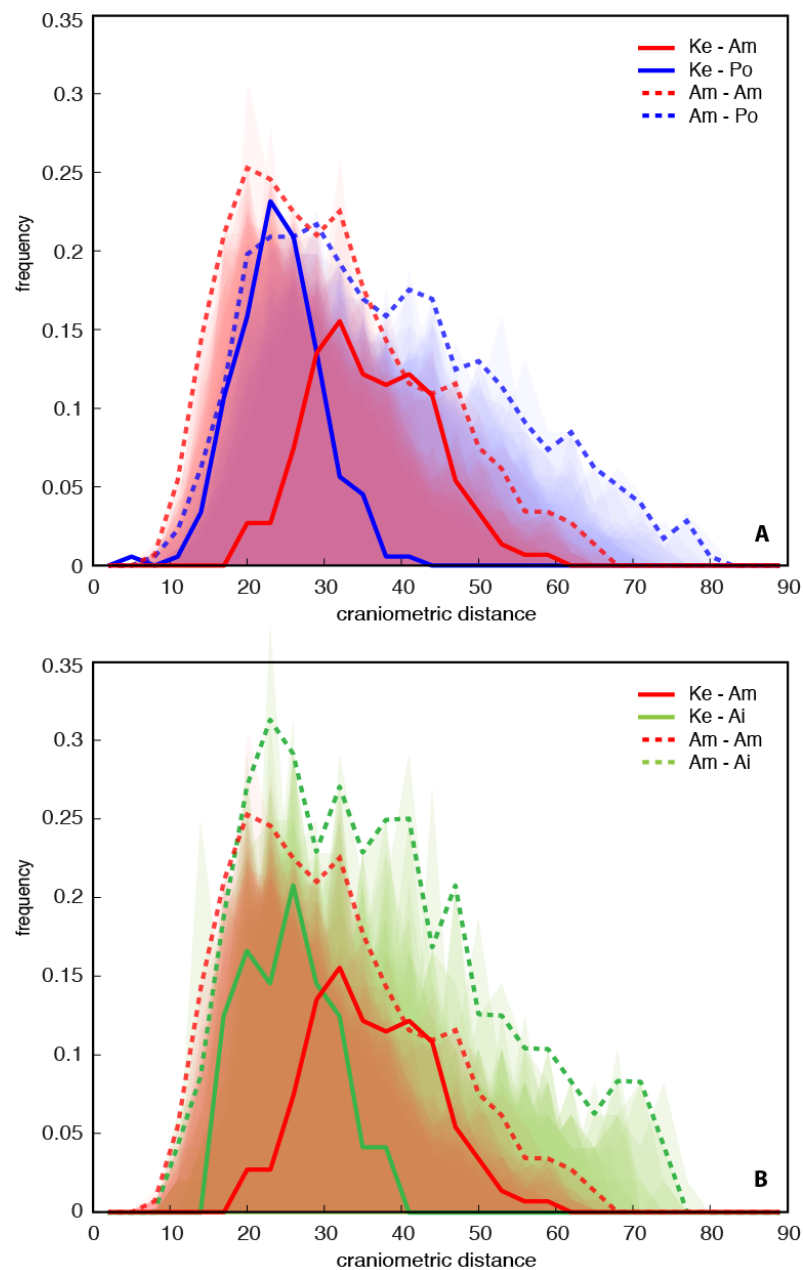 0.35
0.3
0.25
0.2
0.15
0.1
0.05
0
frequency
Ke - Am
Ke - Po
Am - Am
Am - Po
A
0 10 20 30 40 50 60 70 80 90
craniometric distance
0.35
0.3
0.25
0.2
0.15
0.1
0.05
0
frequency
Ke - Am
Ke - Ai
Am - Am
Am - Ai
B
0 10 20 30 40 50 60 70 80 90
craniometric distance